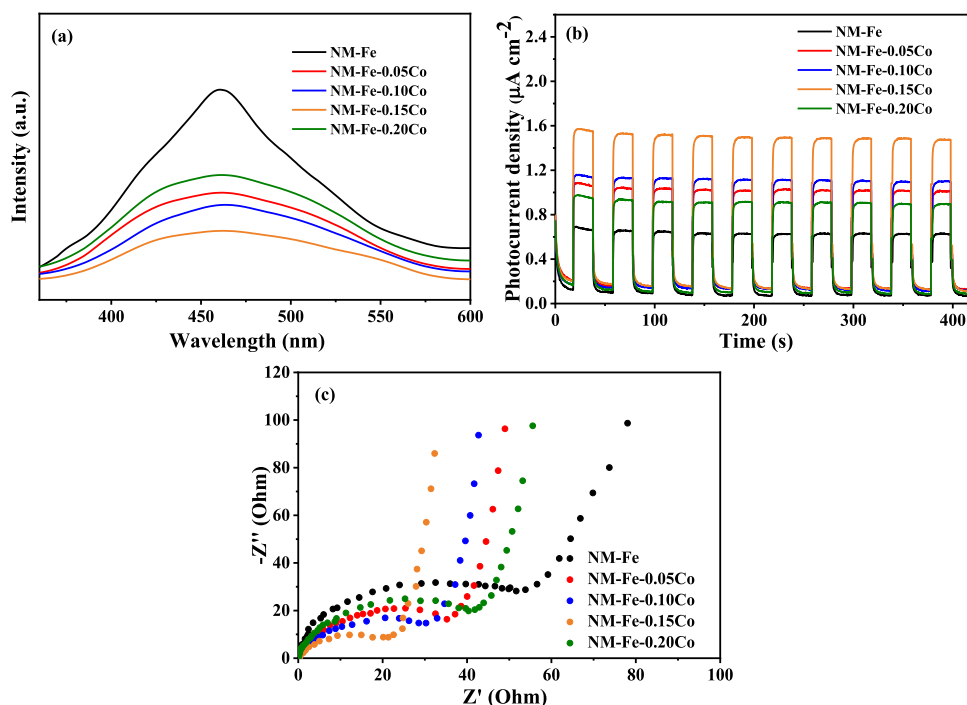 (a)
NM-Fe
NM-Fe-0.05Co
NM-Fe-0.10Co
NM-Fe-0.15Co
NM-Fe-0.20Co
Intensity (a.u.)
400 450 500 550 600
Wavelength (nm)
(b)
NM-Fe
NM-Fe-0.05Co
NM-Fe-0.10Co
NM-Fe-0.15Co
NM-Fe-0.20Co
Photocurrent density (μA cm⁻²)
2.4
2.0
1.6
1.2
0.8
0.4
0.0
0 100 200 300 400
Time (s)
(c)
-Z'' (Ohm)
120
100
80
60
40
20
0
NM-Fe
NM-Fe-0.05Co
NM-Fe-0.10Co
NM-Fe-0.15Co
NM-Fe-0.20Co
0 20 40 60 80 100
Z' (Ohm)